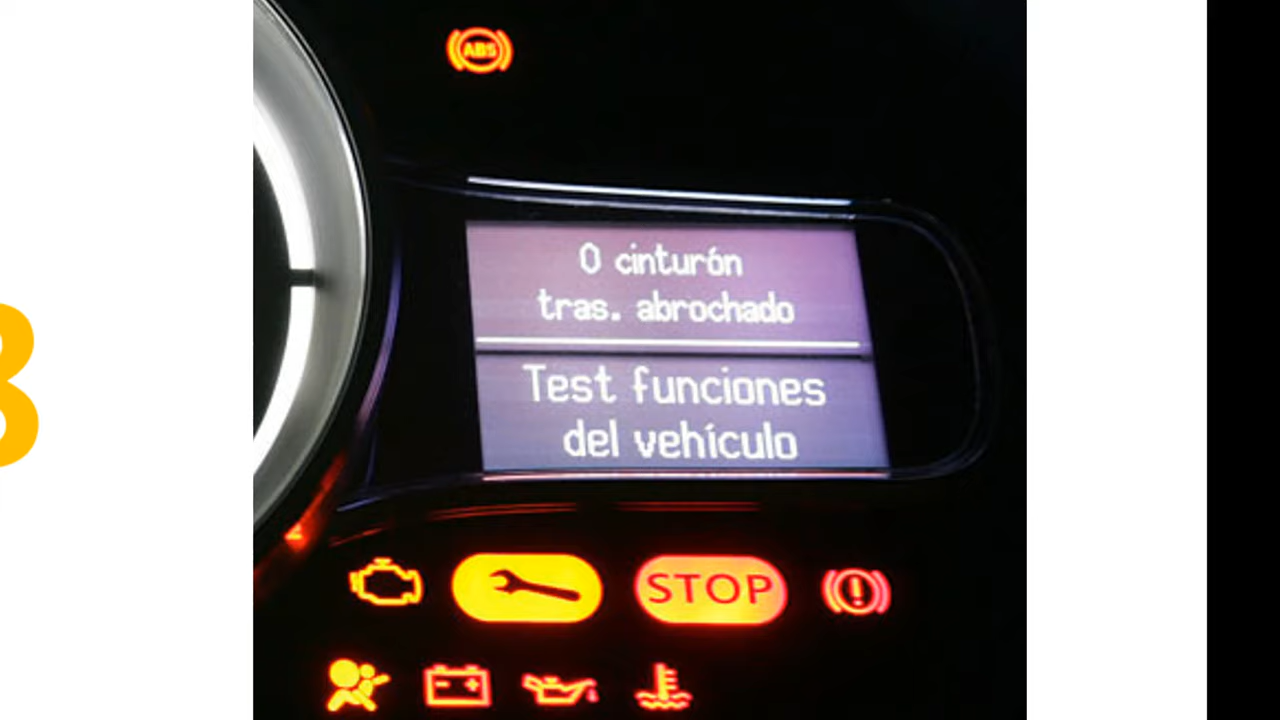 ABS
0 cinturón
tras. abrochado
Test funciones
del vehículo
STOP